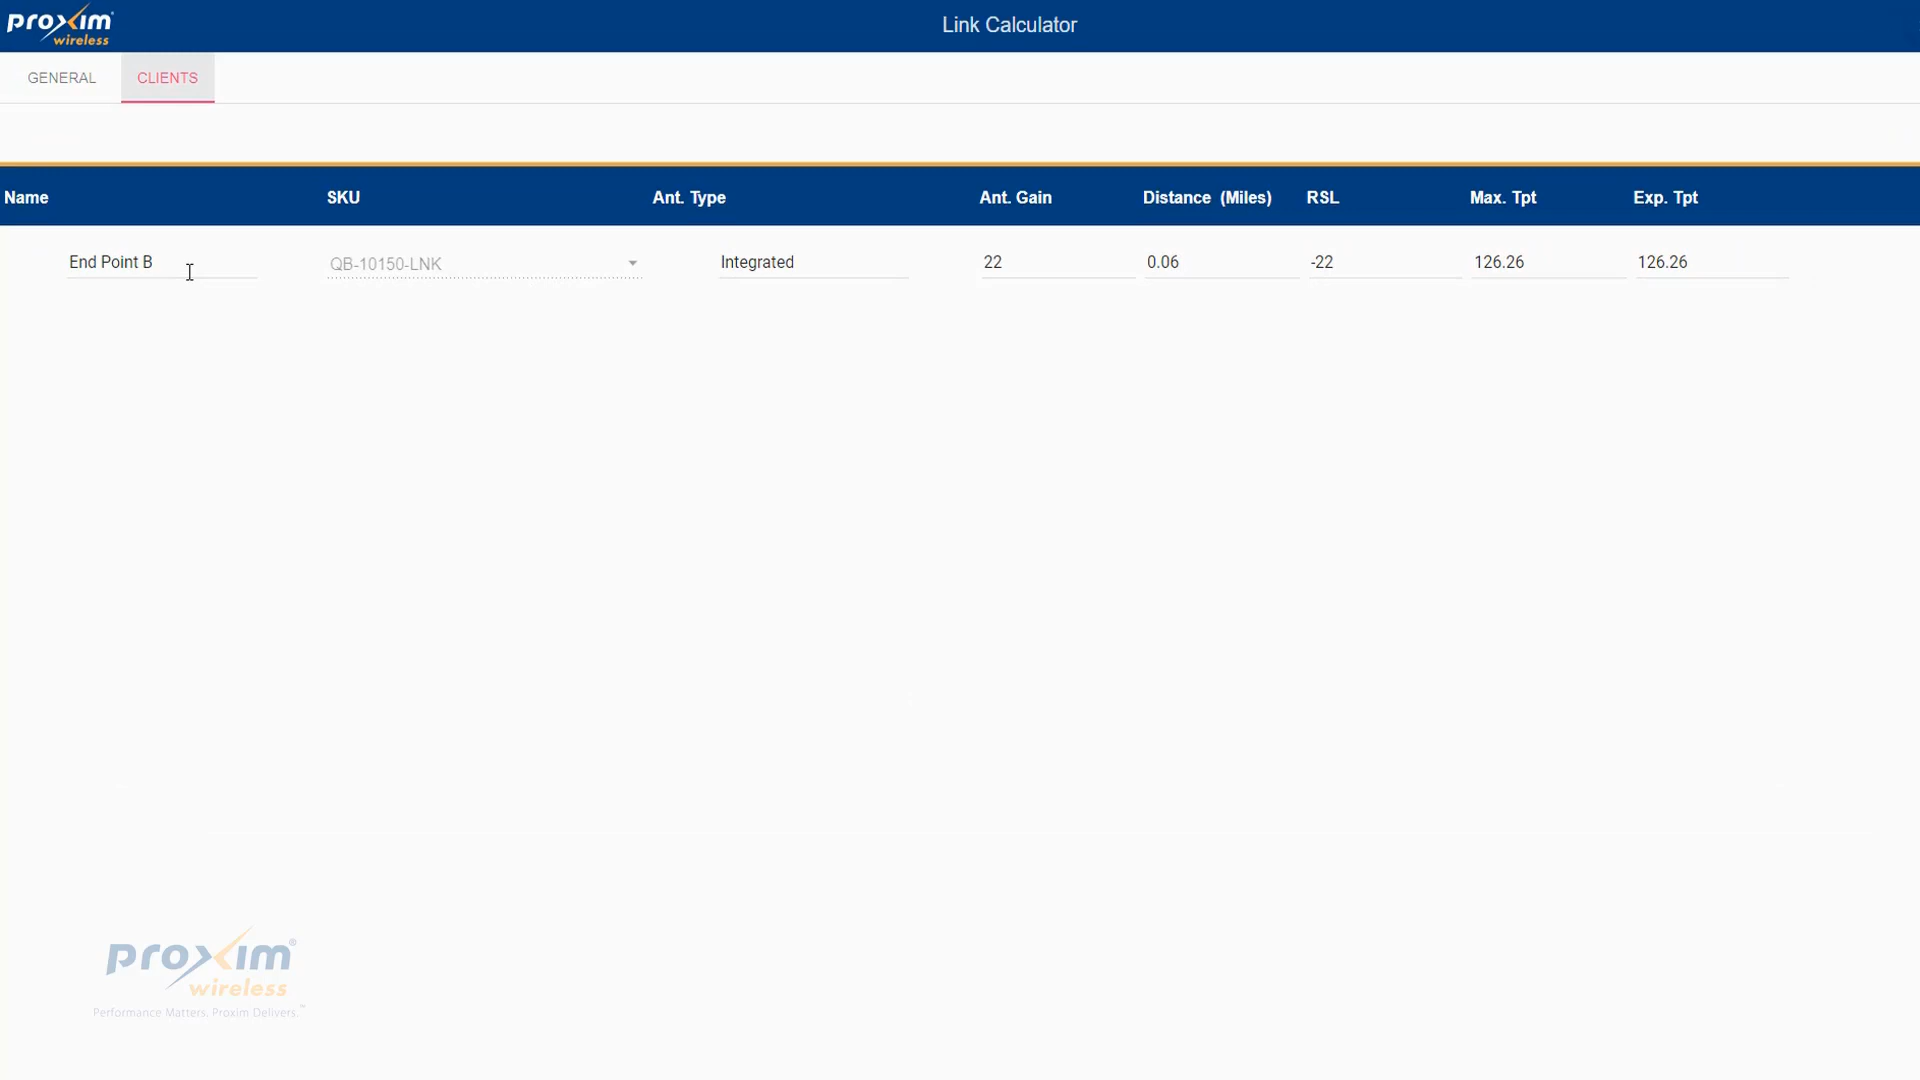 proxim
wireless
Link Calculator
GENERAL CLIENTS
Name SKU Ant. Type Ant. Gain Distance (Miles) RSL Max. Tpt Exp. Tpt
End Point B QB-10150-LNK Integrated 22 0.06 -22 126.26 126.26
proxim®
wireless
Performance Matters. Proxim Delivers.™